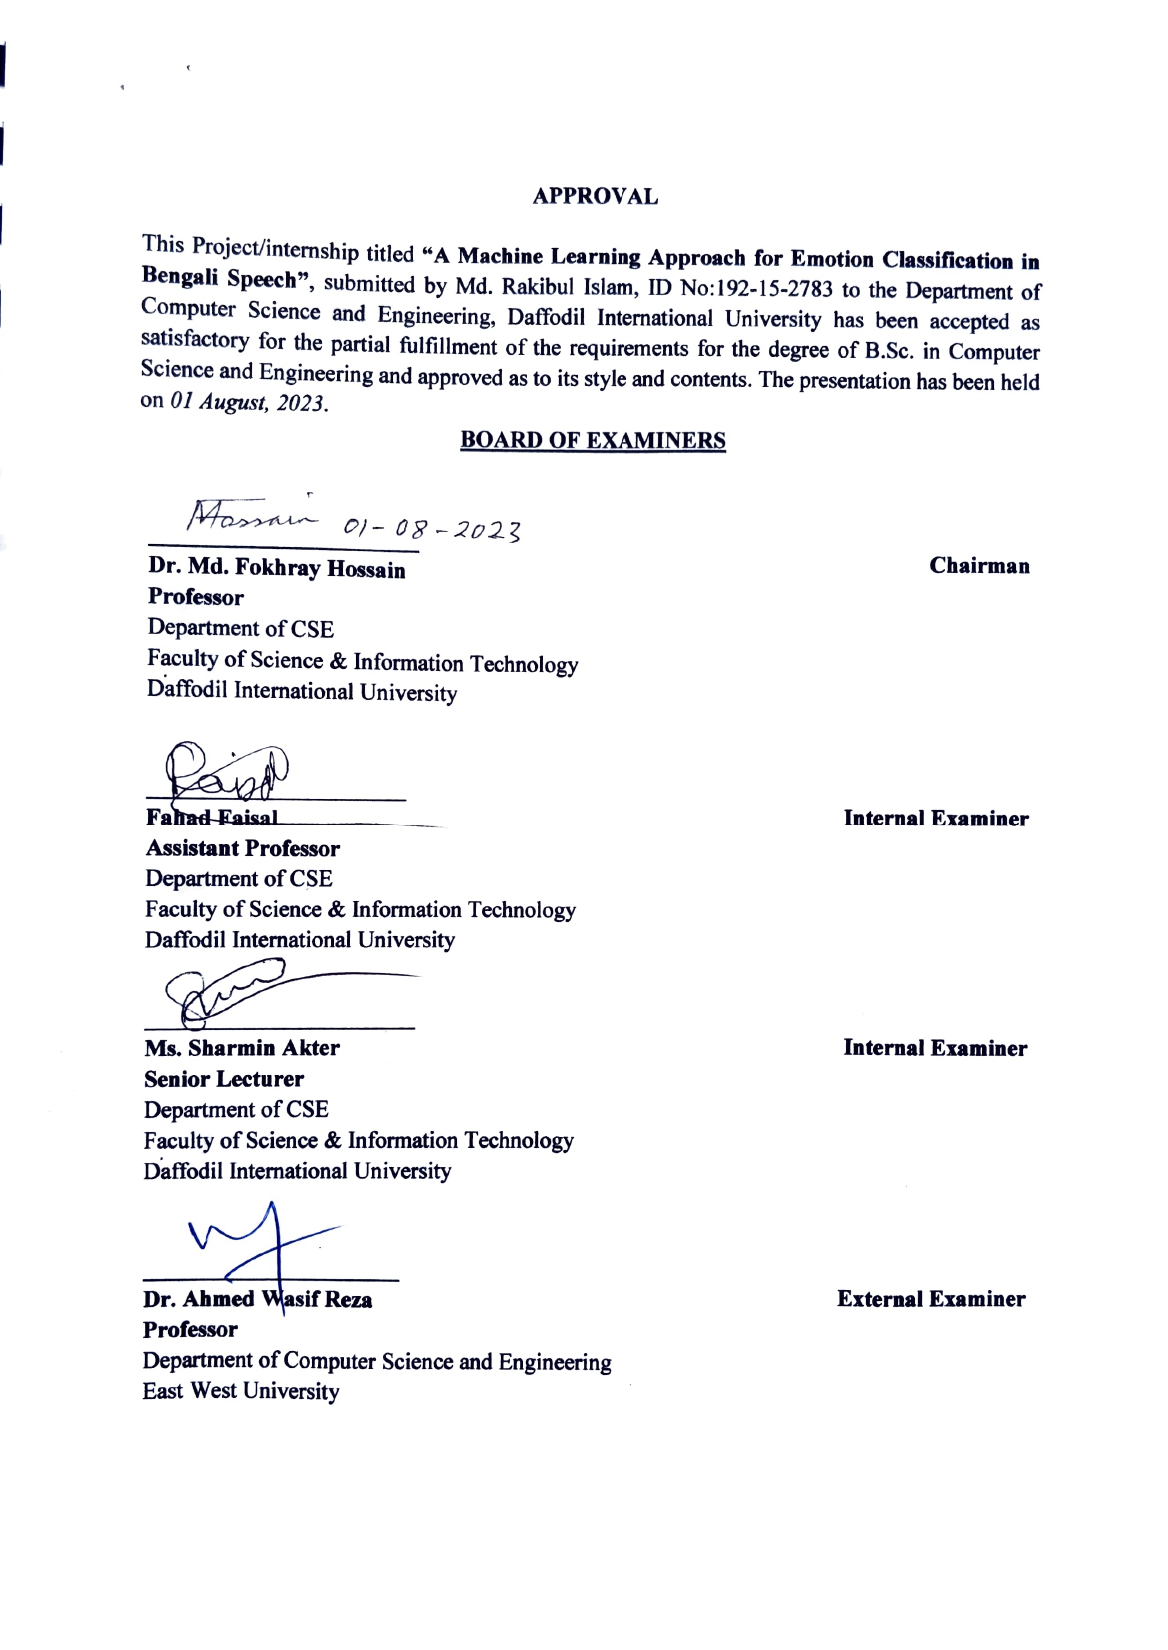 APPROVAL
This Project/internship titled “A Machine Learning Approach for Emotion Classification in
Bengali Speech”, submitted by Md. Rakibul Islam, ID No:192-15-2783 to the Department of
Computer Science and Engineering, Daffodil International University has been accepted as
satisfactory for the partial fulfillment of the requirements for the degree of B.Sc. in Computer
Science and Engineering and approved as to its style and contents. The presentation has been held
on 01 August, 2023.
BOARD OF EXAMINERS
Hossain 01-08-2023
Dr. Md. Fokhray Hossain Chairman
Professor
Department of CSE
Faculty of Science & Information Technology
Daffodil International University
Fahad Faisal Internal Examiner
Assistant Professor
Department of CSE
Faculty of Science & Information Technology
Daffodil International University
Ms. Sharmin Akter Internal Examiner
Senior Lecturer
Department of CSE
Faculty of Science & Information Technology
Daffodil International University
Dr. Ahmed Wasif Reza External Examiner
Professor
Department of Computer Science and Engineering
East West University